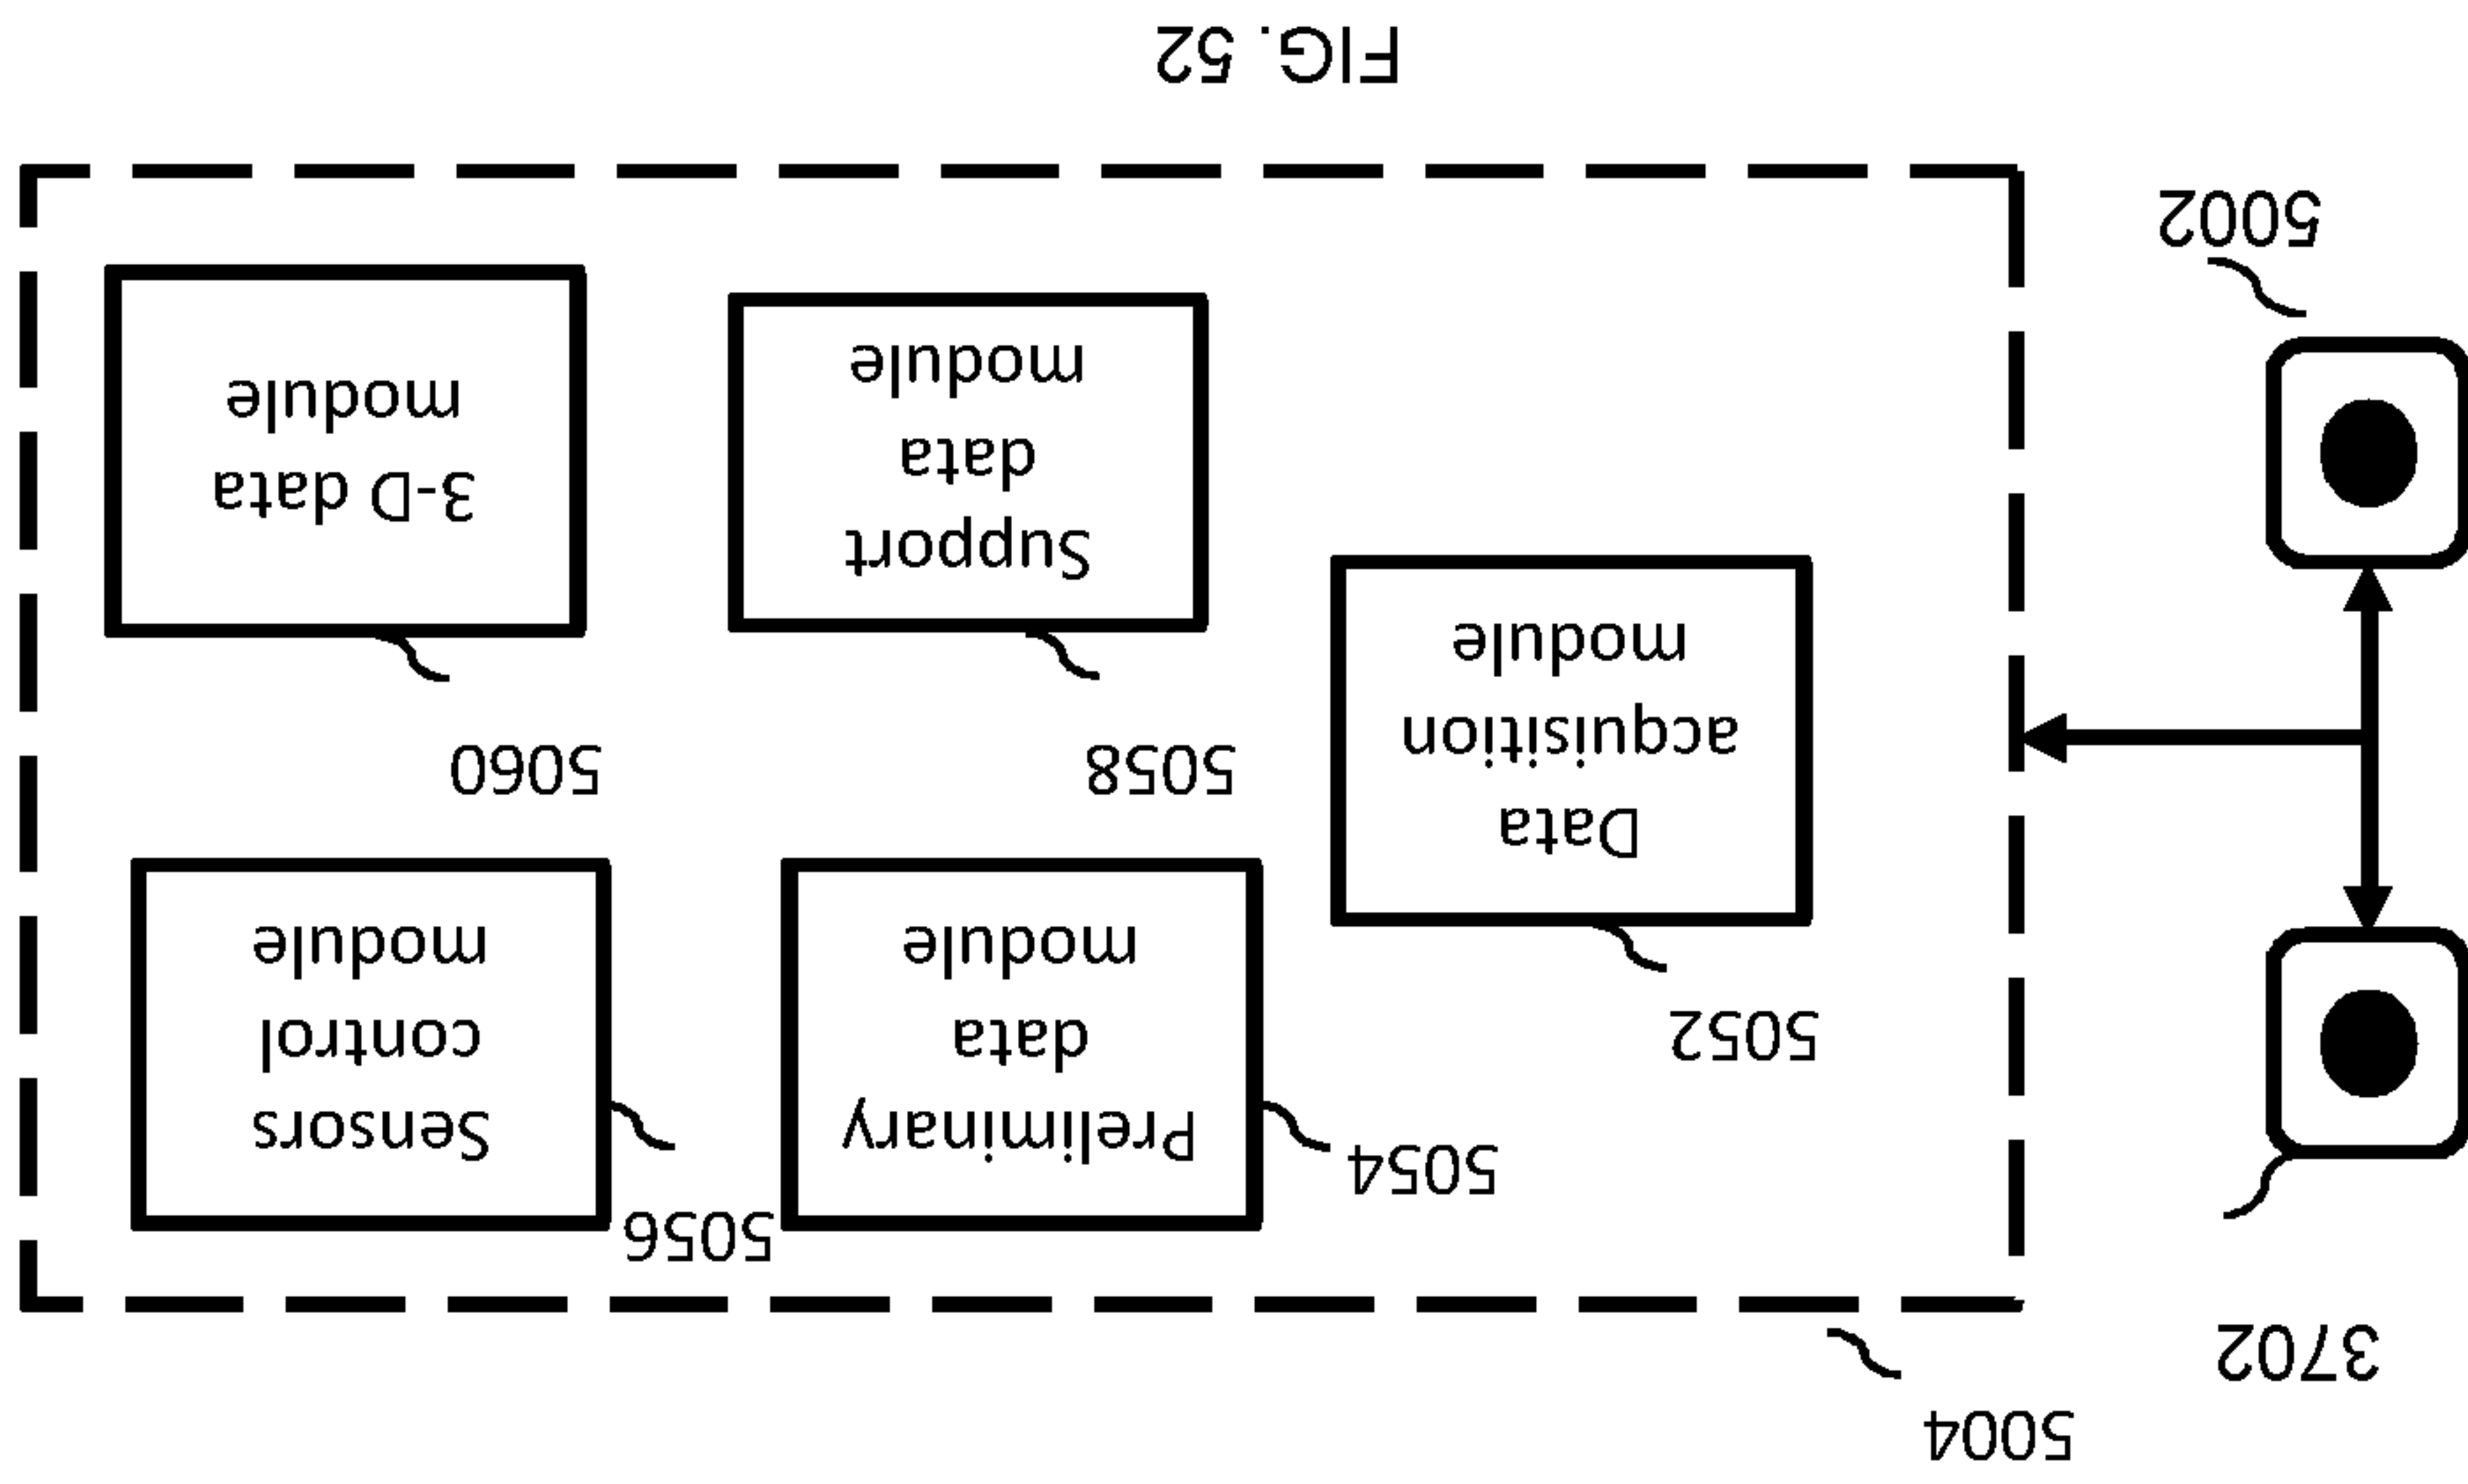 5004
3702
5056
5054
Sensors
control
module
Preliminary
data
module
5052
Data
acquisition
module
5058
5060
Support
data
module
3-D data
module
5002
FIG. 52